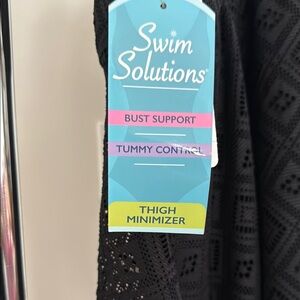 Swim
Solutions
BUST SUPPORT
TUMMY CONTROL
THIGH
MINIMIZER